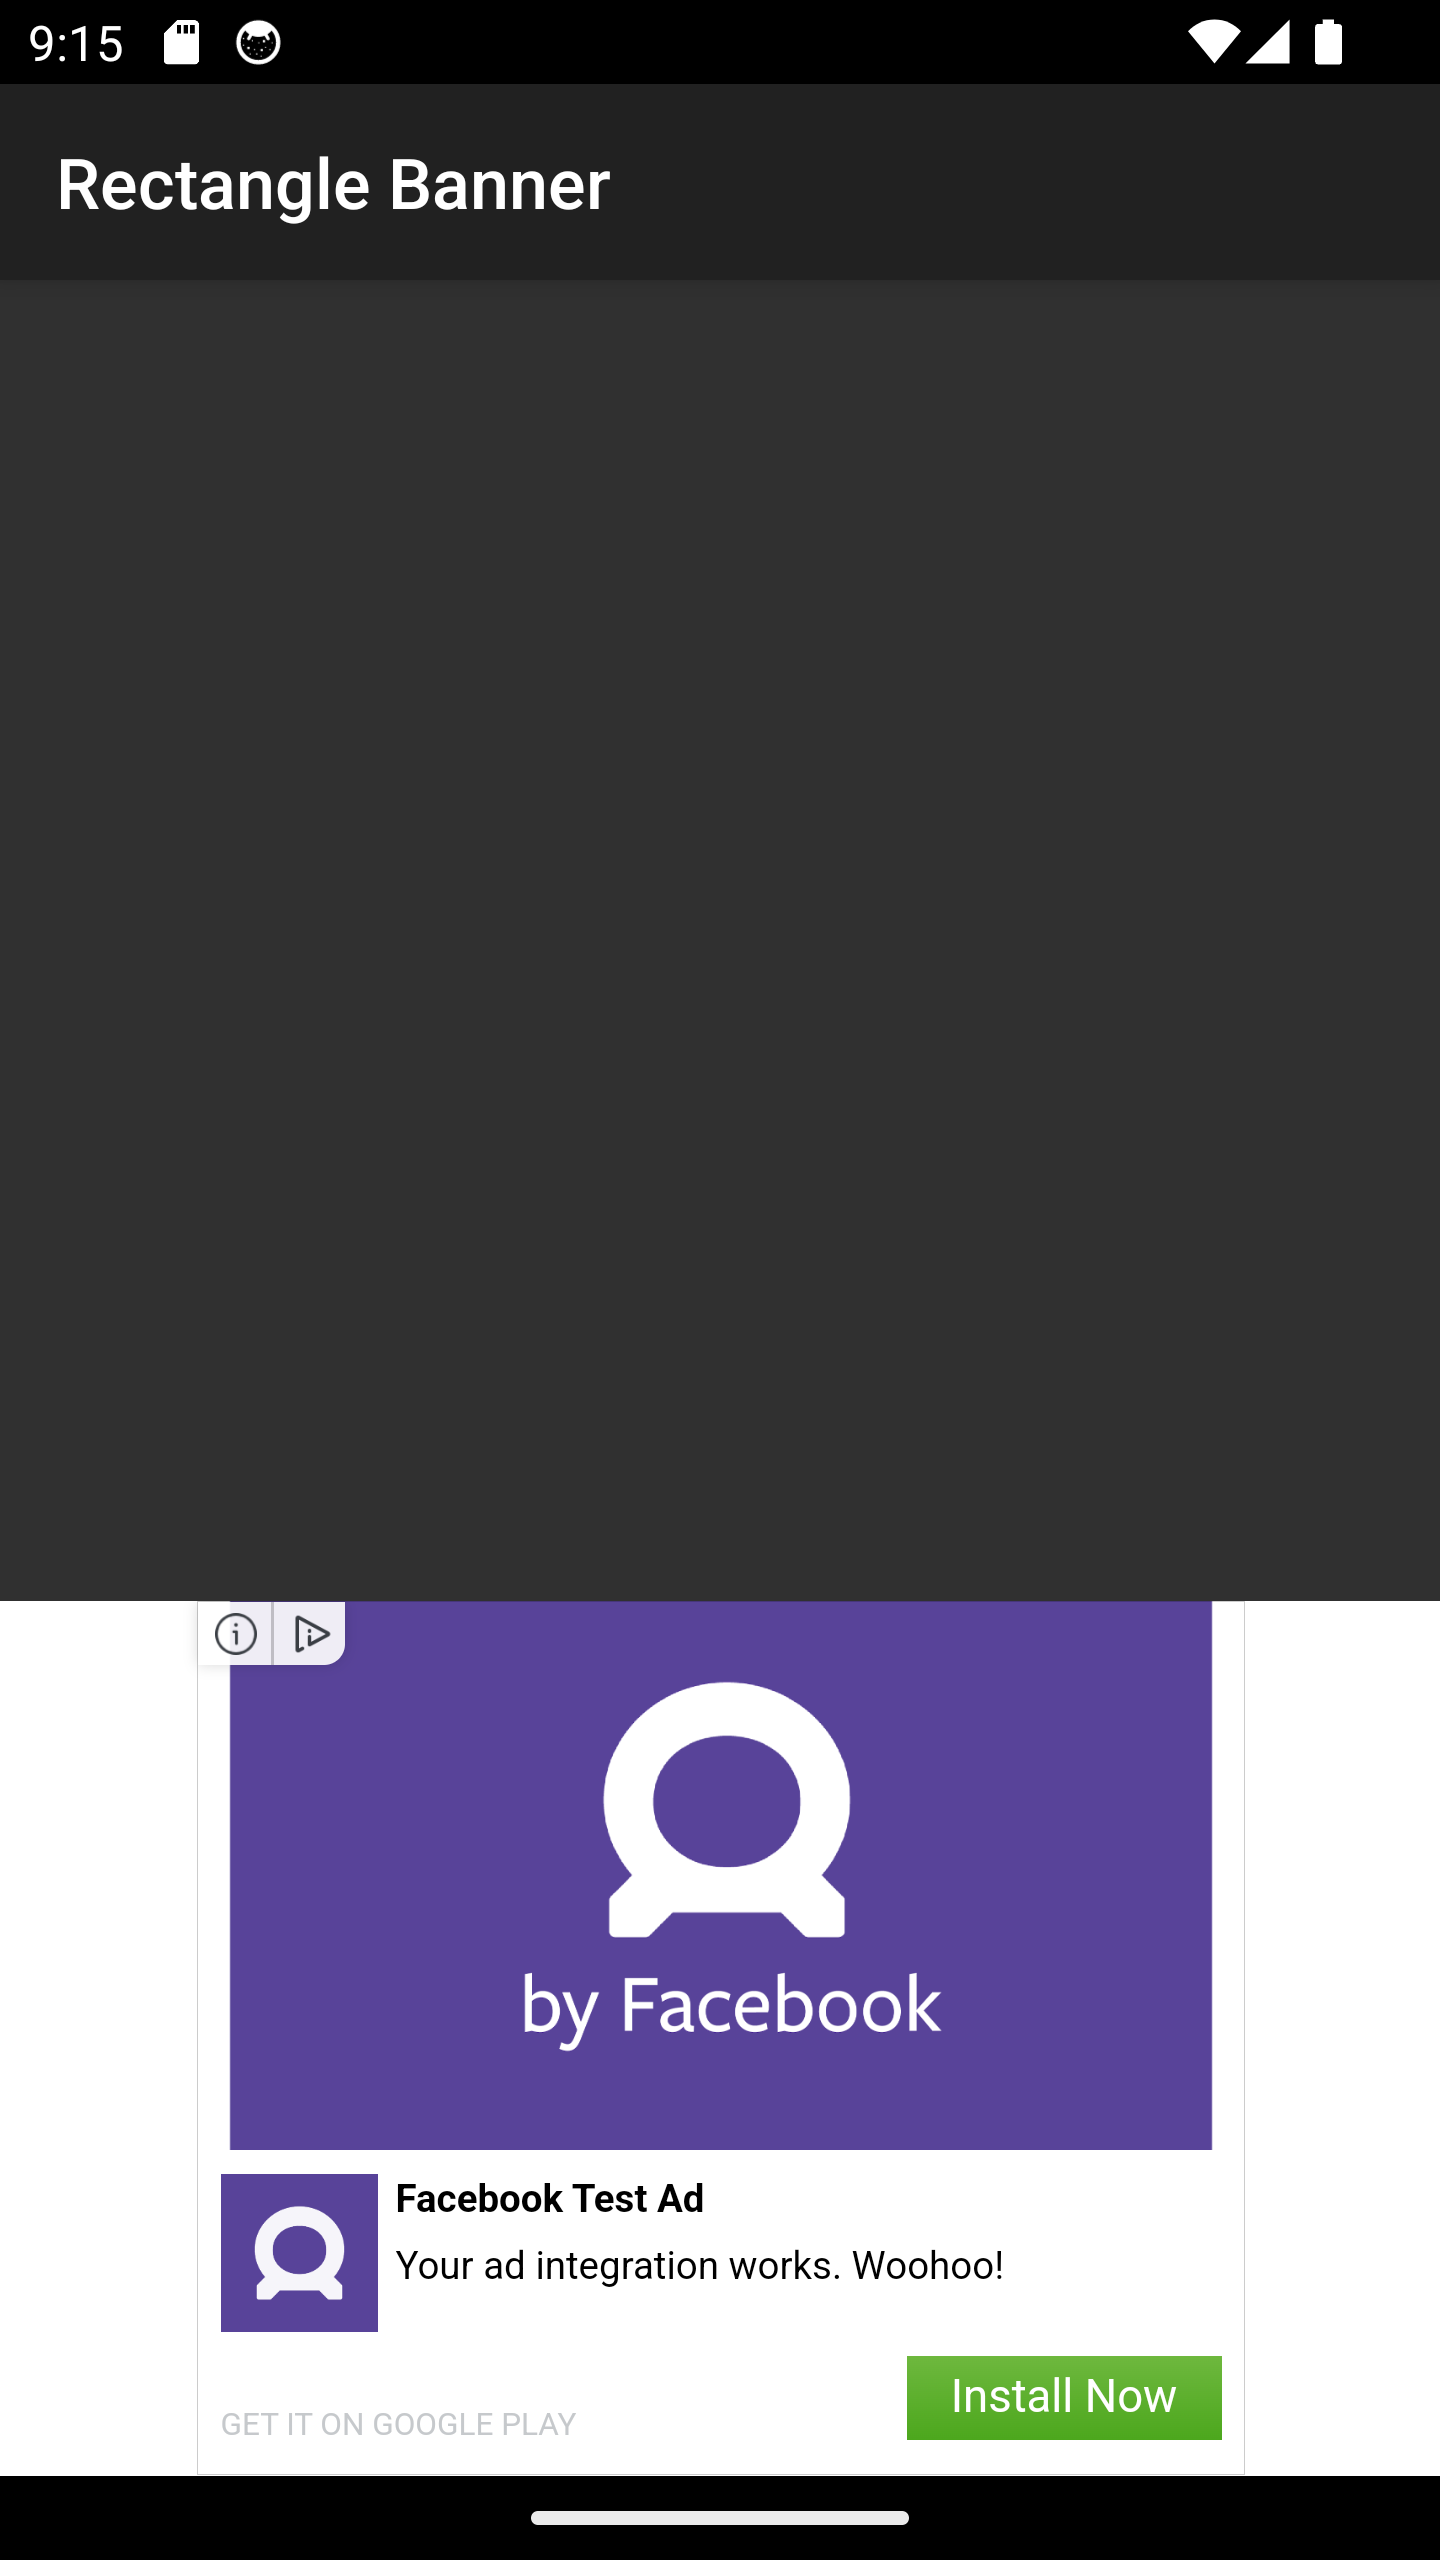 9:15
Rectangle Banner
by Facebook
Facebook Test Ad
Your ad integration works. Woohoo!
Install Now
GET IT ON GOOGLE PLAY